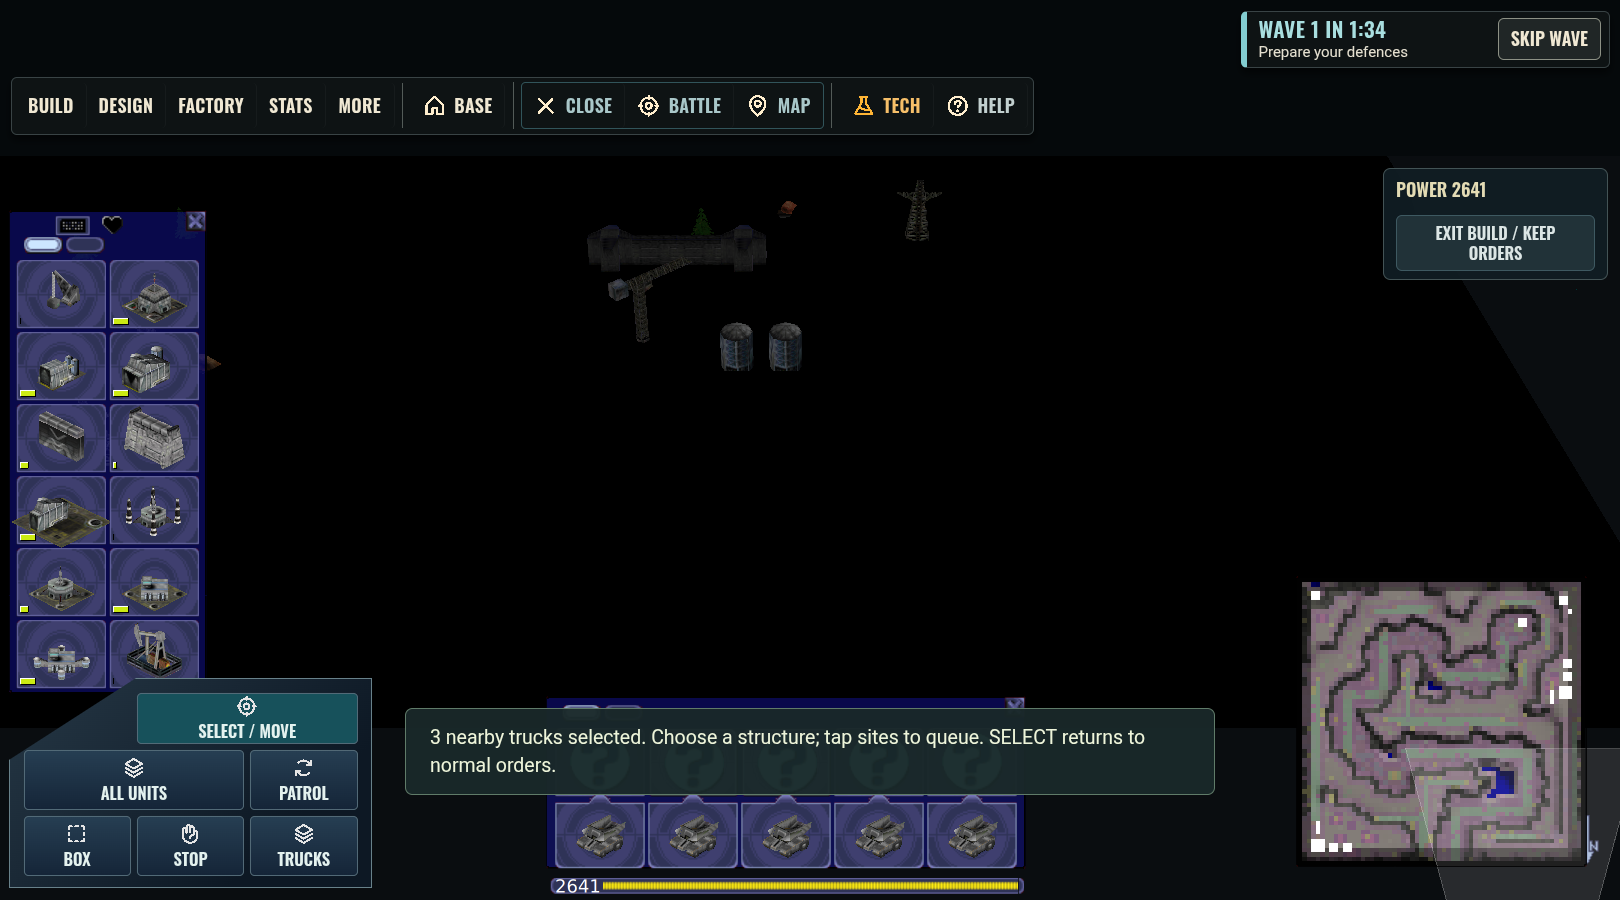 WAVE 1 IN 1:34
Prepare your defences
SKIP WAVE
BUILD DESIGN FACTORY STATS MORE BASE CLOSE BATTLE MAP TECH HELP
POWER 2641
EXIT BUILD / KEEP
ORDERS
SELECT / MOVE
ALL UNITS
PATROL
BOX
STOP
TRUCKS
3 nearby trucks selected. Choose a structure; tap sites to queue. SELECT returns to
normal orders.
? ? ? ? ?
2641
N